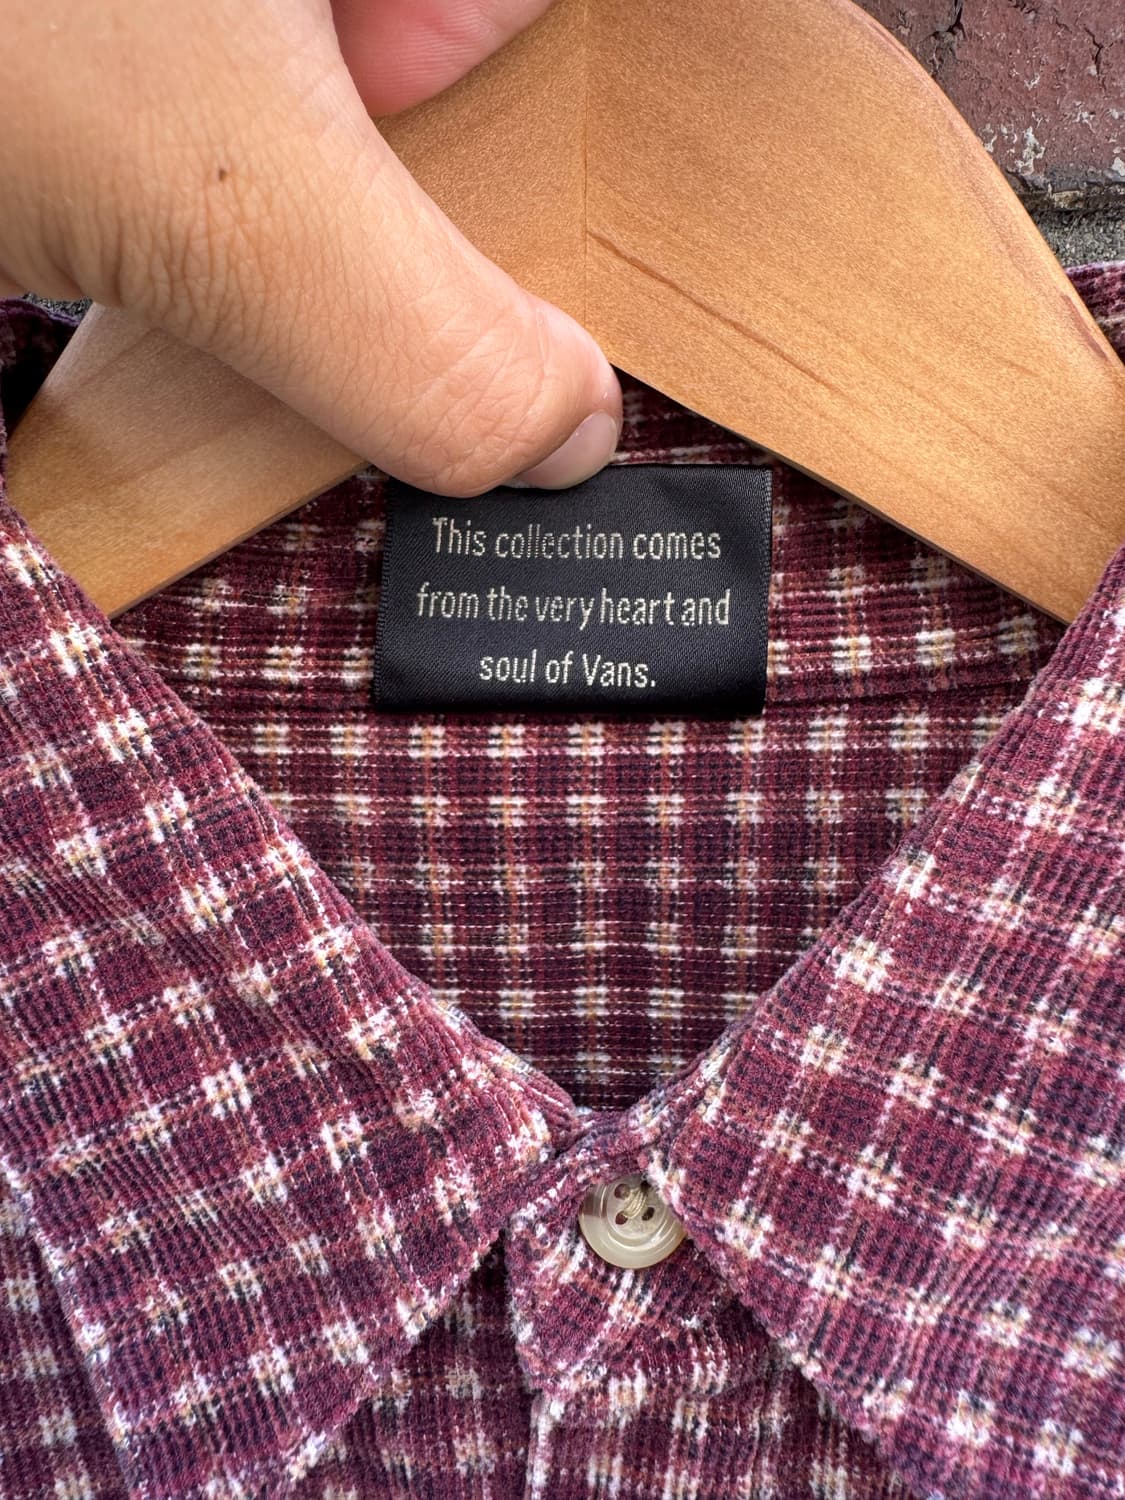 This collection comes
from the very heart and
soul of Vans.